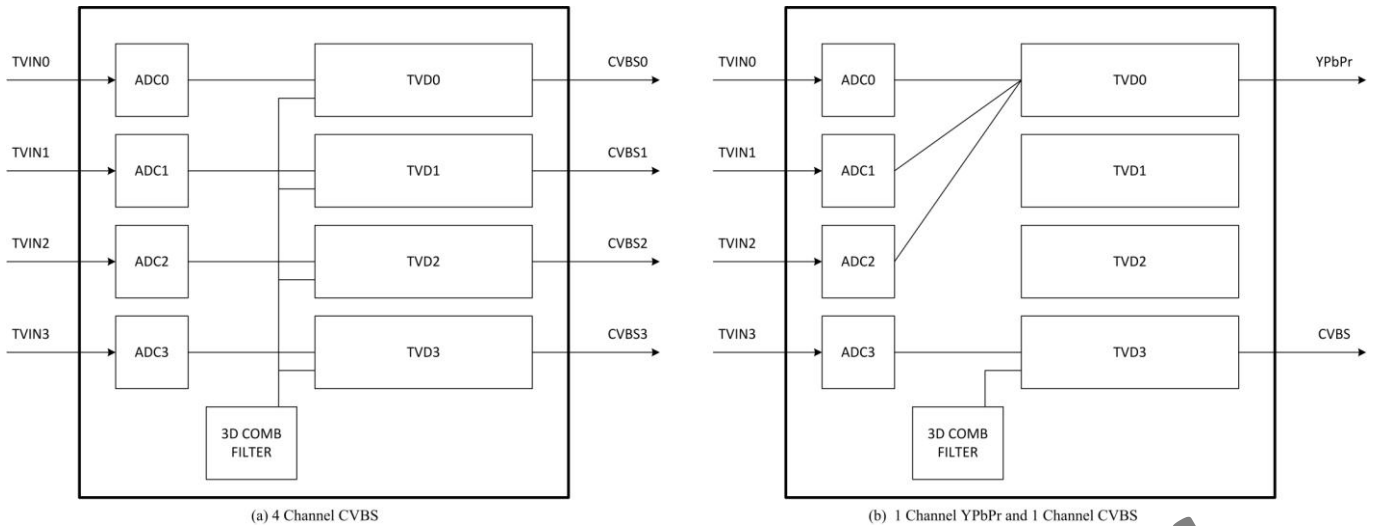 TVIN0
ADC0
TVD0
CVBS0
TVIN1
ADC1
TVD1
CVBS1
TVIN2
ADC2
TVD2
CVBS2
TVIN3
ADC3
TVD3
CVBS3
3D COMB
FILTER
(a) 4 Channel CVBS
TVIN0
ADC0
TVD0
YPbPr
TVIN1
ADC1
TVD1
TVIN2
ADC2
TVD2
TVIN3
ADC3
TVD3
CVBS
3D COMB
FILTER
(b) 1 Channel YPbPr and 1 Channel CVBS